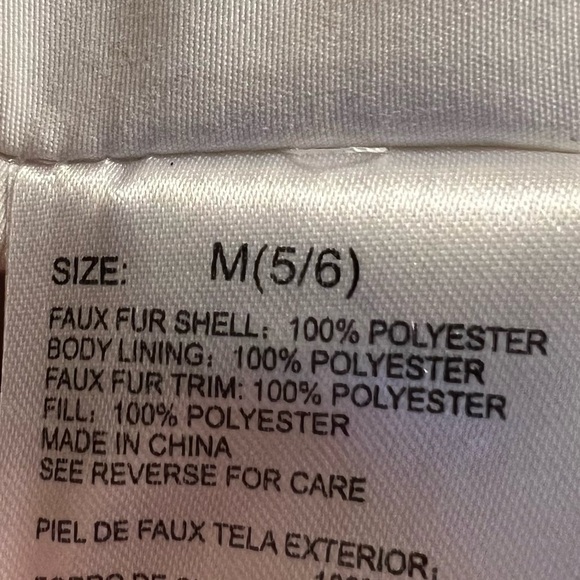 SIZE: M(5/6)
FAUX FUR SHELL: 100% POLYESTER
BODY LINING: 100% POLYESTER
FAUX FUR TRIM: 100% POLYESTER
FILL: 100% POLYESTER
MADE IN CHINA
SEE REVERSE FOR CARE
PIEL DE FAUX TELA EXTERIOR: